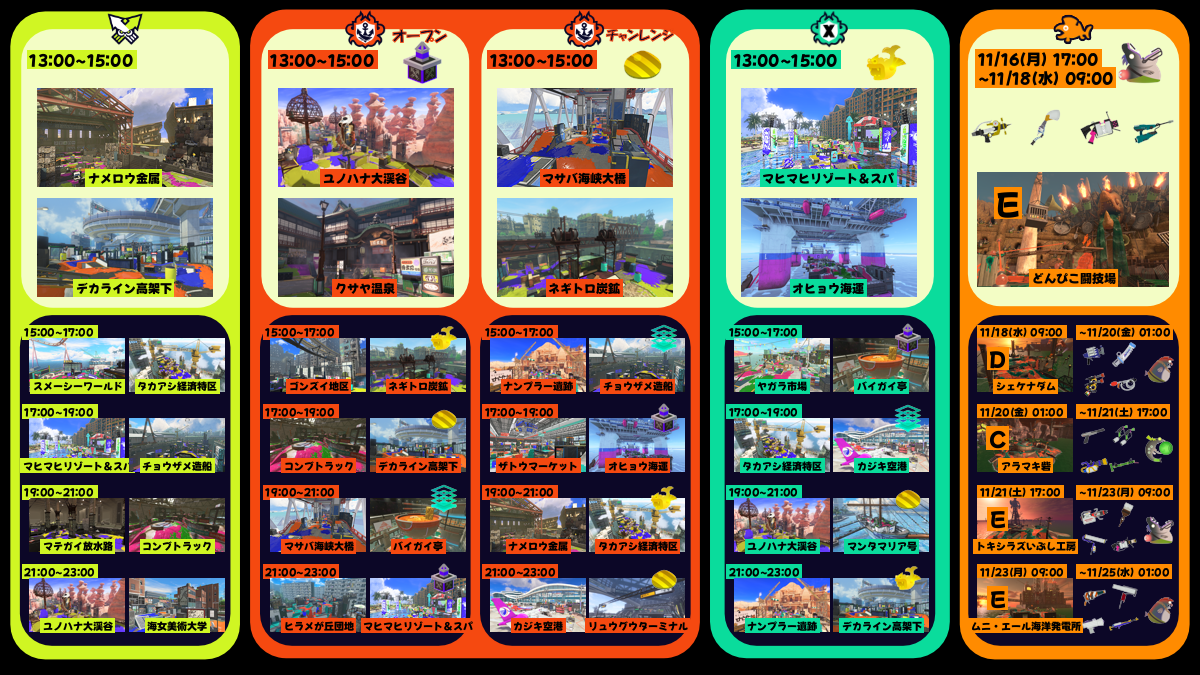 13:00~15:00
ナメロウ金属
デカライン高架下
15:00~17:00
スメーシーワールド
タカアシ経済特区
17:00~19:00
マヒマヒリゾート&スパ
チョウザメ造船
19:00~21:00
マテガイ放水路
コンブトラック
21:00~23:00
ユノハナ大渓谷
海女美術大学
オープン
13:00~15:00
ユノハナ大渓谷
クサヤ温泉
15:00~17:00
ゴンズイ地区
ネギトロ炭鉱
17:00~19:00
コンブトラック
デカライン高架下
19:00~21:00
マサバ海峡大橋
バイガイ亭
21:00~23:00
ヒラメが丘団地
マヒマヒリゾート&スパ
チャンレンジ
13:00~15:00
マサバ海峡大橋
ネギトロ炭鉱
15:00~17:00
ナンプラー遺跡
チョウザメ造船
17:00~19:00
ザトウマーケット
オヒョウ海運
19:00~21:00
ナメロウ金属
タカアシ経済特区
21:00~23:00
カジキ空港
リュウグウターミナル
X
13:00~15:00
マヒマヒリゾート&スパ
オヒョウ海運
15:00~17:00
ヤガラ市場
バイガイ亭
17:00~19:00
タカアシ経済特区
カジキ空港
19:00~21:00
ユノハナ大渓谷
マンタマリア号
21:00~23:00
ナンプラー遺跡
デカライン高架下
11/16(月) 17:00
~11/18(水) 09:00
E
どんぴこ闘技場
11/18(水) 09:00 ~11/20(金) 01:00
D
シェケナダム
11/20(金) 01:00 ~11/21(土) 17:00
C
アラマキ砦
11/21(土) 17:00 ~11/23(月) 09:00
E
トキシラズいぶし工房
11/23(月) 09:00 ~11/25(水) 01:00
E
ムニ・エール海洋発電所